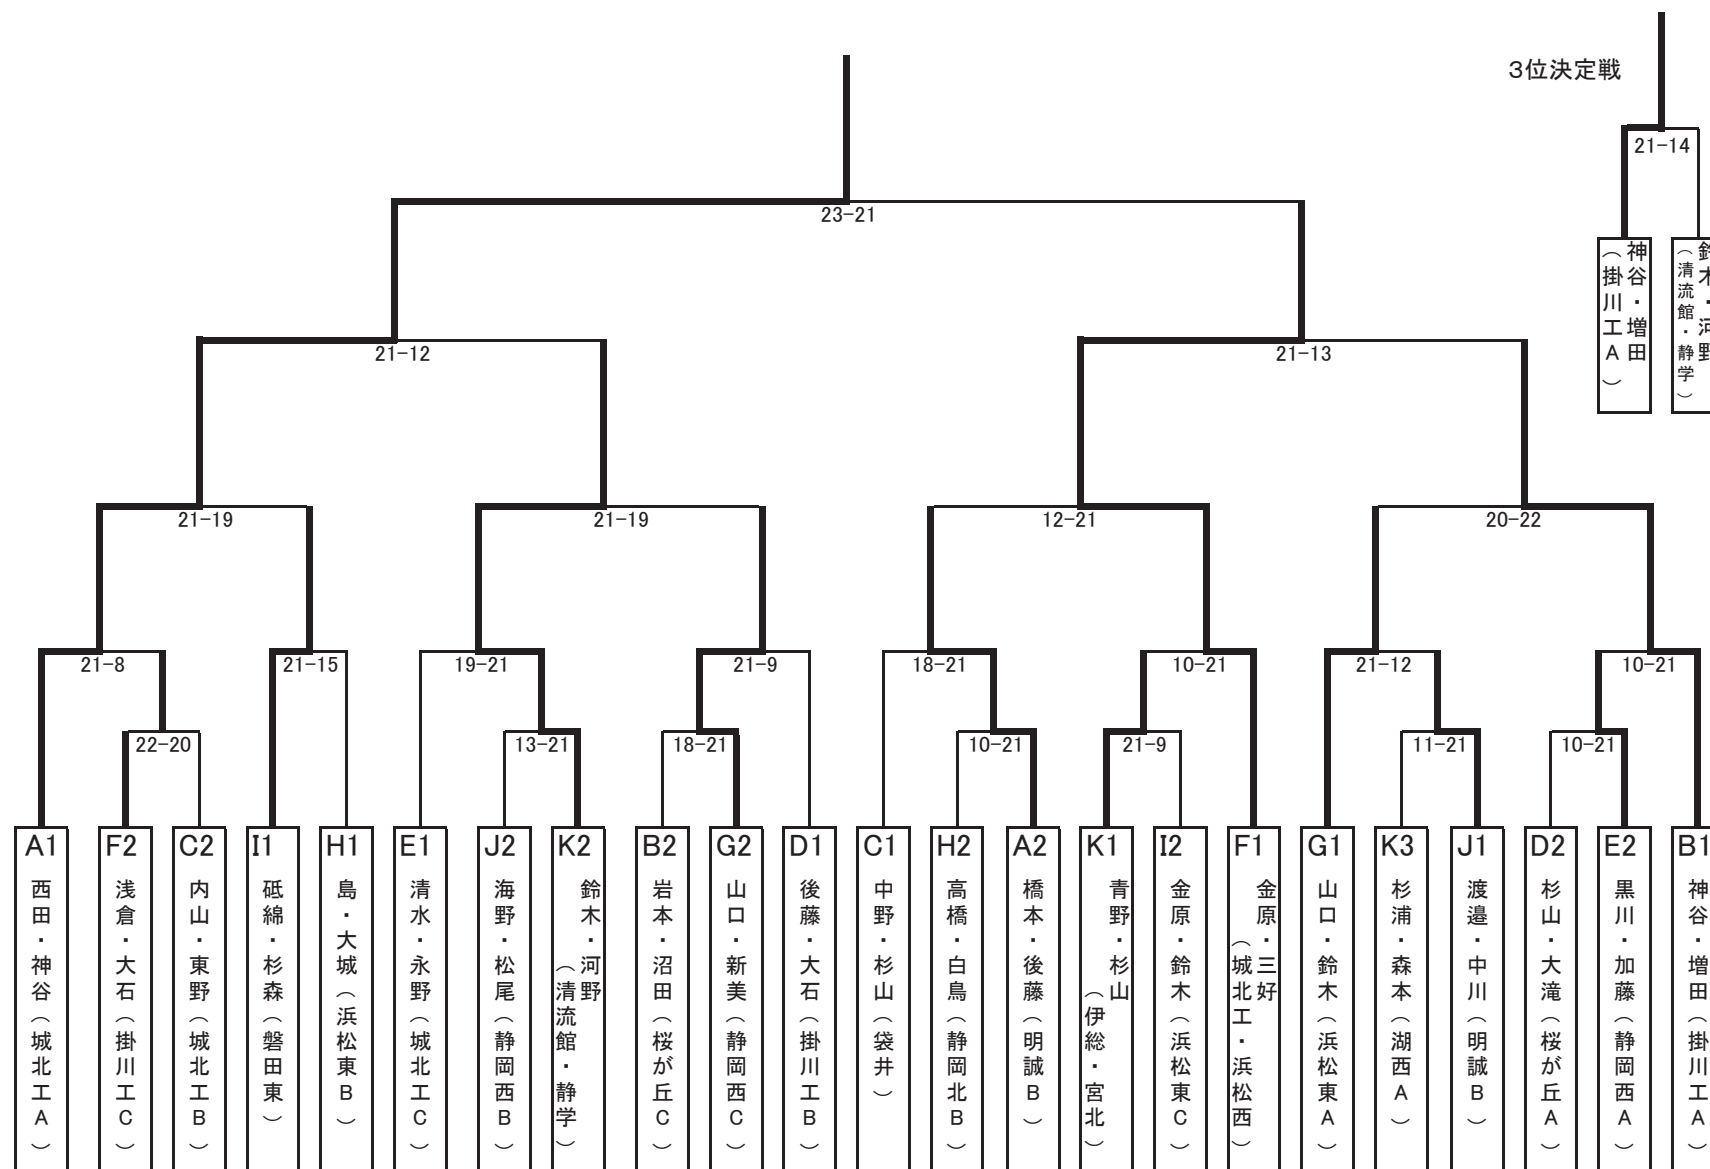 3位決定戦
21-14
神谷・増田
（掛川工A）
鈴木・河野
（清流館・静学）
23-21
21-12
21-13
21-19
21-19
12-21
20-22
21-8
21-15
19-21
21-9
18-21
10-21
21-12
10-21
22-20
13-21
18-21
10-21
21-9
11-21
10-21
A1
西田・神谷（城北工A）
F2
浅倉・大石（掛川工C）
C2
内山・東野（城北工B）
I1
砥綿・杉森（磐田東）
H1
島・大城（浜松東B）
E1
清水・永野（城北工C）
J2
海野・松尾（静岡西B）
K2
鈴木・河野
（清流館・静学）
B2
岩本・沼田（桜が丘C）
G2
山口・新美（静岡西C）
D1
後藤・大石（掛川工B）
C1
中野・杉山（袋井）
H2
高橋・白鳥（静岡北B）
A2
橋本・後藤（明誠B）
K1
青野・杉山
（伊総・宮北）
I2
金原・鈴木（浜松東C）
F1
金原・三好
（城北工・浜松西）
G1
山口・鈴木（浜松東A）
K3
杉浦・森本（湖西A）
J1
渡邉・中川（明誠B）
D2
杉山・大滝（桜が丘A）
E2
黒川・加藤（静岡西A）
B1
神谷・増田（掛川工A）